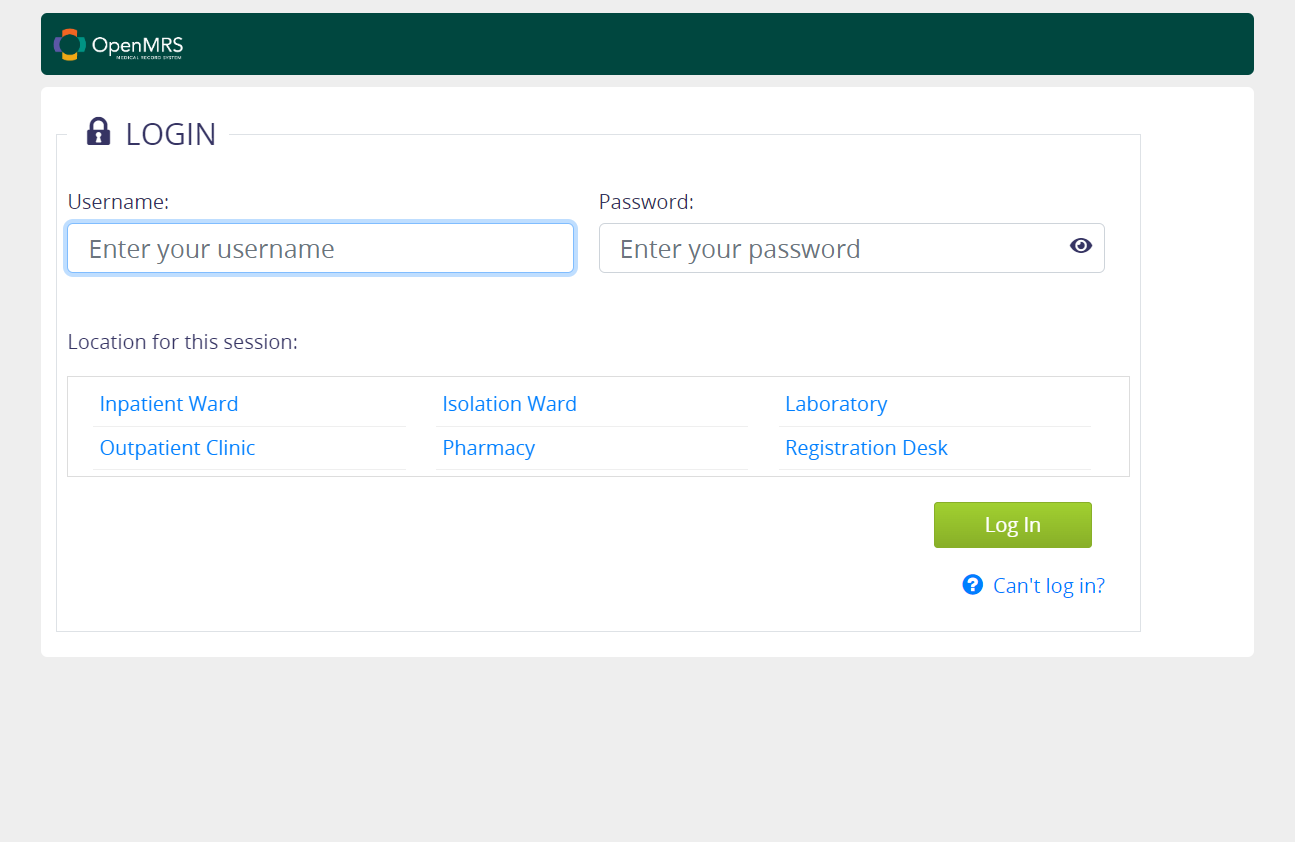 OpenMRS
MEDICAL RECORD SYSTEM
LOGIN
Username: Password:
Enter your username Enter your password
Location for this session:
Inpatient Ward Isolation Ward Laboratory
Outpatient Clinic Pharmacy Registration Desk
Log In
Can't log in?